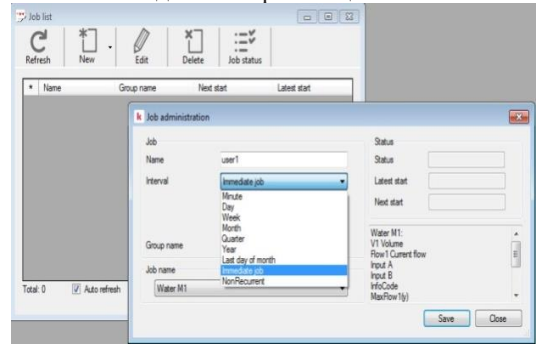 Job list
Refresh New Edit Delete Job status
* Name Group name Next start Latest start
k Job administration
Job
Name user1
Interval Immediate job
Minute
Day
Week
Month
Quarter
Year
Last day of month
Immediate job
NonRecurrent
Group name
Job name
Water M1
Status
Status
Latest start
Next start
Water M1:
V1 Volume
Flow1 Current flow
Input A
Input B
InfoCode
MaxFlow1(y)
Total: 0 Auto refresh
Save Close